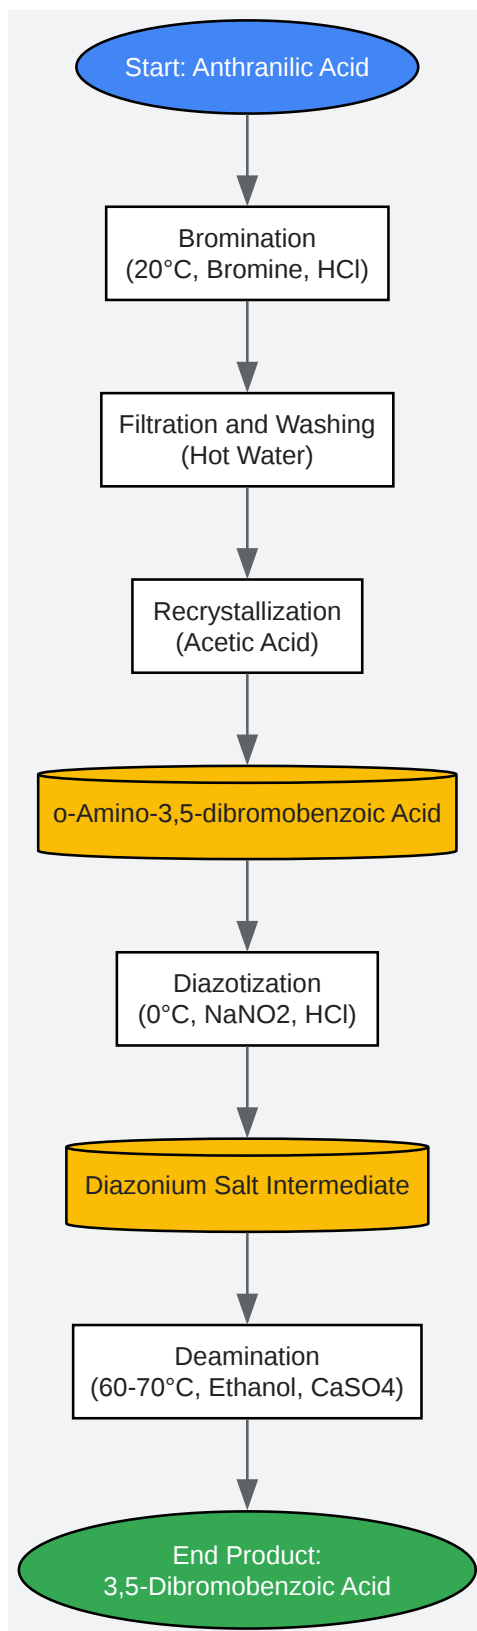 Start: Anthranilic Acid
Bromination
(20°C, Bromine, HCl)
Filtration and Washing
(Hot Water)
Recrystallization
(Acetic Acid)
o-Amino-3,5-dibromobenzoic Acid
Diazotization
(0°C, NaNO2, HCl)
Diazonium Salt Intermediate
Deamination
(60-70°C, Ethanol, CaSO4)
End Product:
3,5-Dibromobenzoic Acid